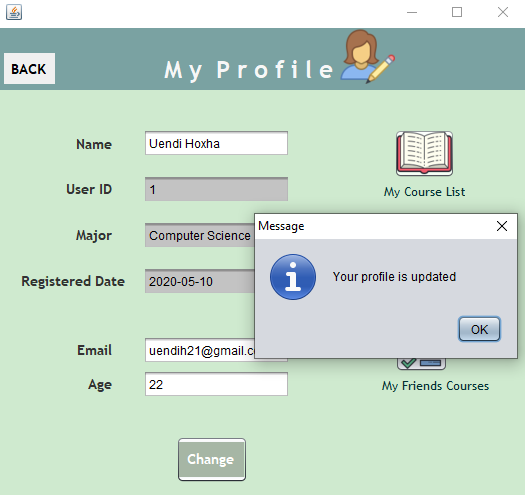 BACK
My Profile
Name
Uendi Hoxha
My Course List
User ID
1
Major
Computer Science
Message
Your profile is updated
OK
Registered Date
2020-05-10
Email
uendih21@gmail.c
Age
22
My Friends Courses
Change